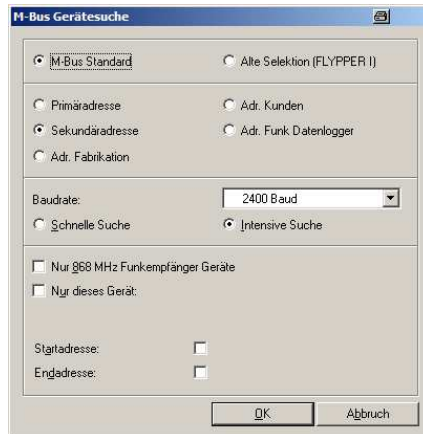 M-Bus Gerätesuche
M-Bus Standard
Alte Selektion (FLYPPER I)
Primäradresse
Adr. Kunden
Sekundäradresse
Adr. Funk Datenlogger
Adr. Fabrikation
Baudrate:
2400 Baud
Schnelle Suche
Intensive Suche
Nur 868 MHz Funkempfänger Geräte
Nur dieses Gerät:
Startadresse:
Endadresse:
OK
Abbruch